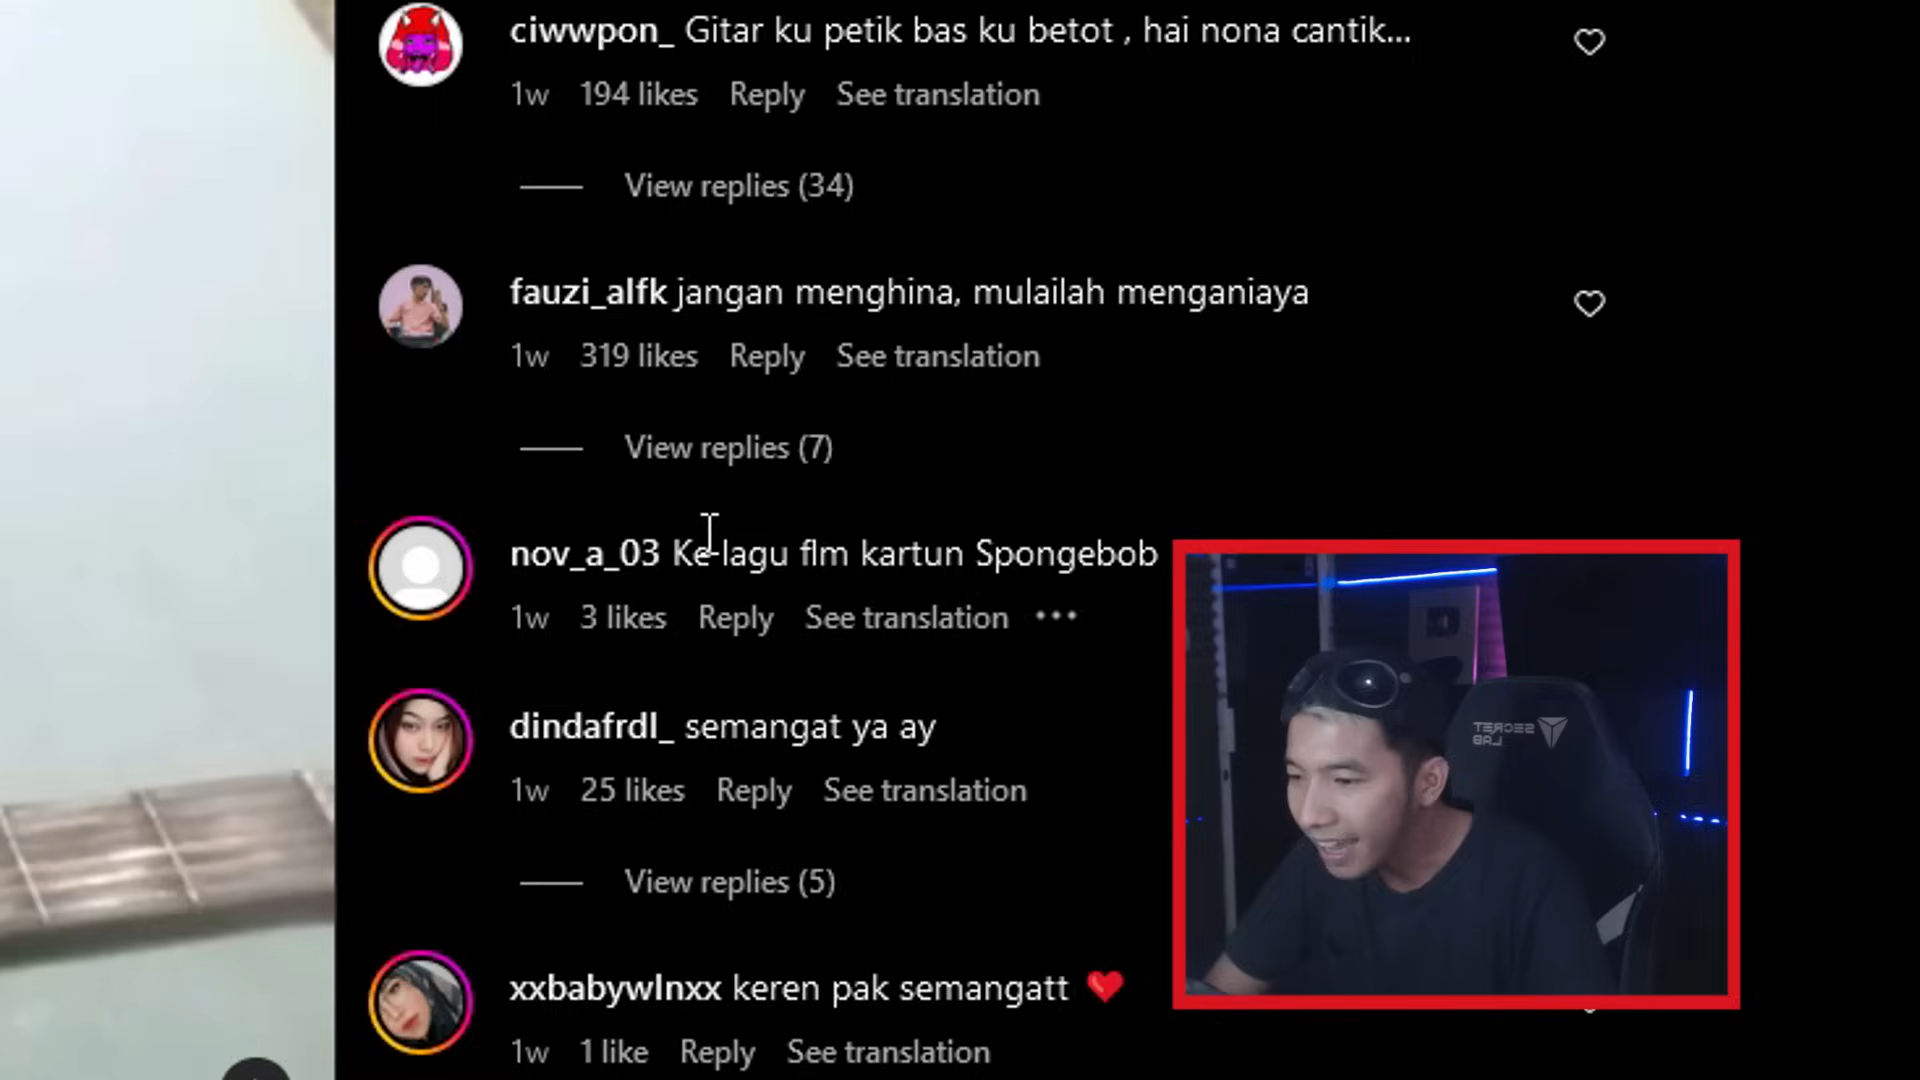 ciwwpon_ Gitar ku petik bas ku betot , hai nona cantik...
1w 194 likes Reply See translation
View replies (34)
fauzi_alfk jangan menghina, mulailah menganiaya
1w 319 likes Reply See translation
View replies (7)
nov_a_03 Ke lagu flm kartun Spongebob
1w 3 likes Reply See translation
dindafrdl_ semangat ya ay
1w 25 likes Reply See translation
View replies (5)
SECRET
LAB
xxbabywlnxx keren pak semangatt ❤️
1w 1 like Reply See translation